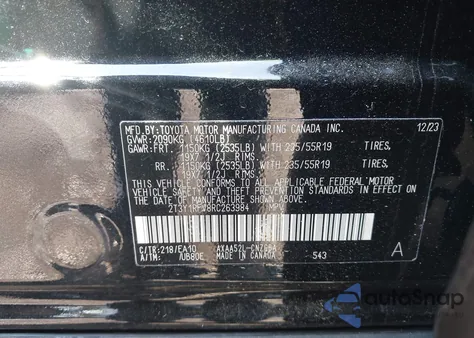 MFD.BY:TOYOTA MOTOR MANUFACTURING CANADA INC. 12/23
GVWR:2090KG (4610LB)
GAWR:FRT. 1150KG (2535LB) WITH 235/55R19 TIRES,
19X7 1/2J RIMS,
RR. 1150KG (2535LB) WITH 235/55R19 TIRES,
19X7 1/2J RIMS,
THIS VEHICLE CONFORMS TO ALL APPLICABLE FEDERAL MOTOR
VEHICLE SAFETY AND THEFT PREVENTION STANDARDS IN EFFECT
ON THE DATE OF MANUFACTURE SHOWN ABOVE.
MPV
C/TR:218/EA10
A/TM: /UB80E
MADE IN CANADA
543
A
autoSnap